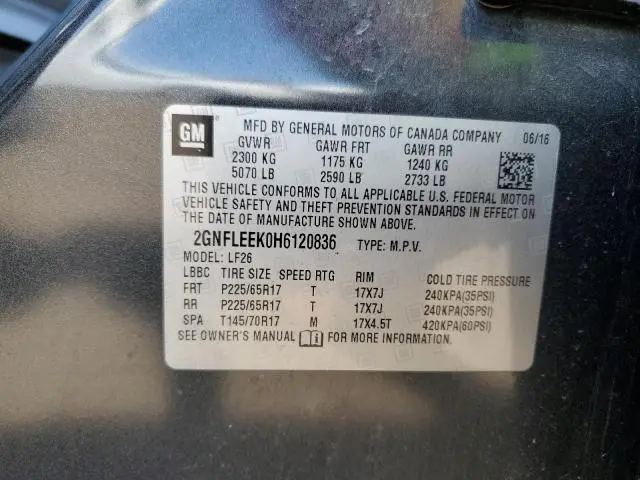 GM
MFD BY GENERAL MOTORS OF CANADA COMPANY 06/16
GVWR GAWR FRT GAWR RR
2300 KG 1175 KG 1240 KG
5070 LB 2590 LB 2733 LB
THIS VEHICLE CONFORMS TO ALL APPLICABLE U.S. FEDERAL MOTOR
VEHICLE SAFETY AND THEFT PREVENTION STANDARDS IN EFFECT ON
THE DATE OF MANUFACTURE SHOWN ABOVE.
2GNFLEEK0H6120836 TYPE: M.P.V.
MODEL: LF26
LBBC TIRE SIZE SPEED RTG RIM COLD TIRE PRESSURE
FRT P225/65R17 T 17X7J 240KPA(35PSI)
RR P225/65R17 T 17X7J 240KPA(35PSI)
SPA T145/70R17 M 17X4.5T 420KPA(60PSI)
SEE OWNER'S MANUAL FOR MORE INFORMATION.